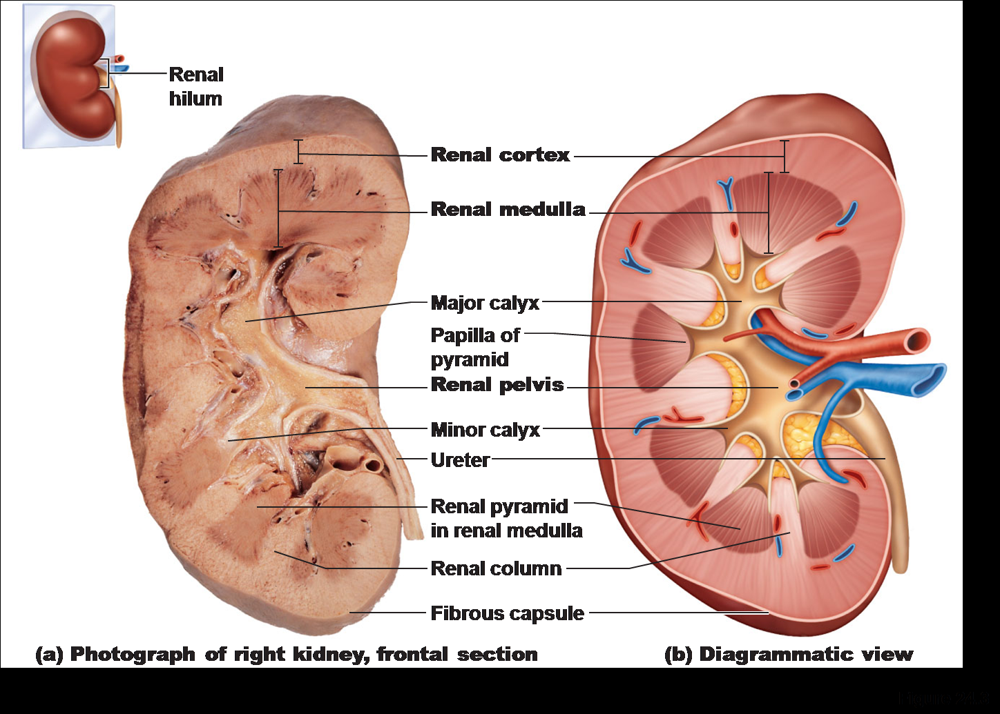 Renal
hilum
Renal cortex
Renal medulla
Major calyx
Papilla of
pyramid
Renal pelvis
Minor calyx
Ureter
Renal pyramid
in renal medulla
Renal column
Fibrous capsule
(a) Photograph of right kidney, frontal section
(b) Diagrammatic view